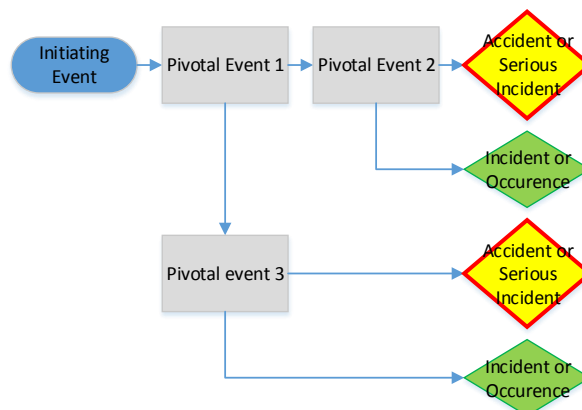 Initiating
Event
Pivotal Event 1
Pivotal Event 2
Accident or
Serious
Incident
Incident or
Occurence
Pivotal event 3
Accident or
Serious
Incident
Incident or
Occurence